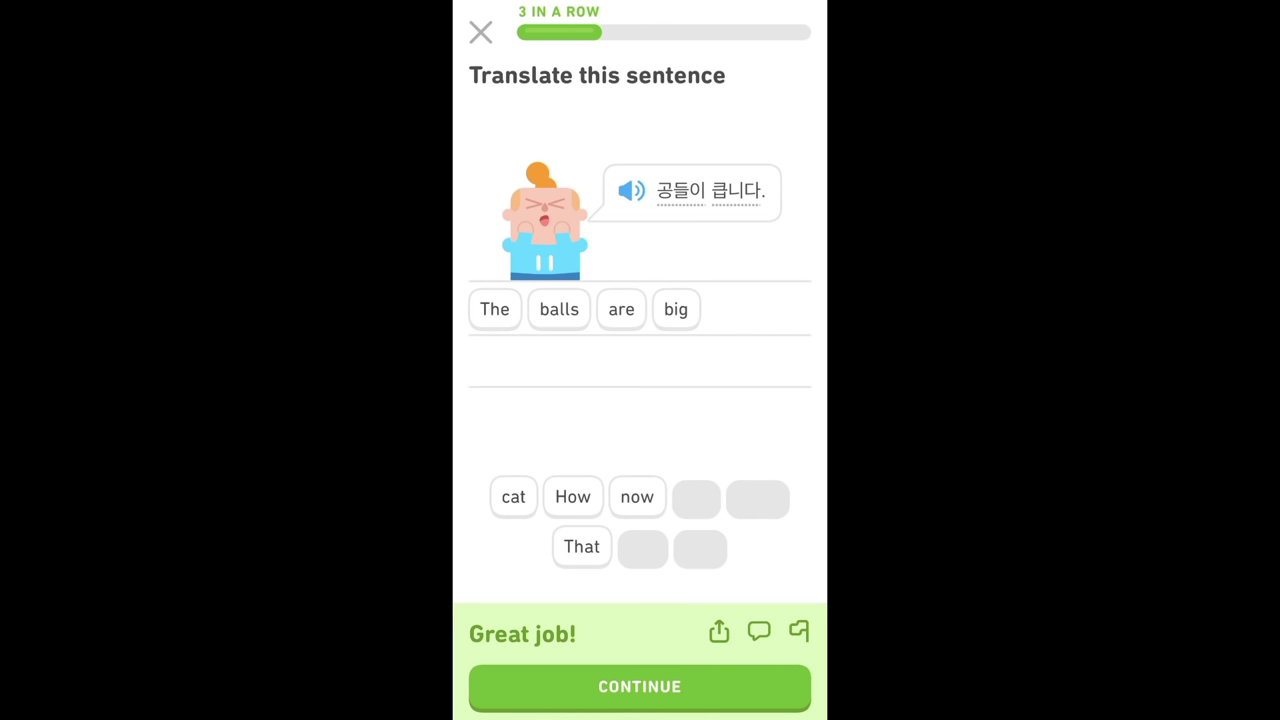 3 IN A ROW
Translate this sentence
공들이 큽니다.
The balls are big
cat How now
That
Great job!
CONTINUE